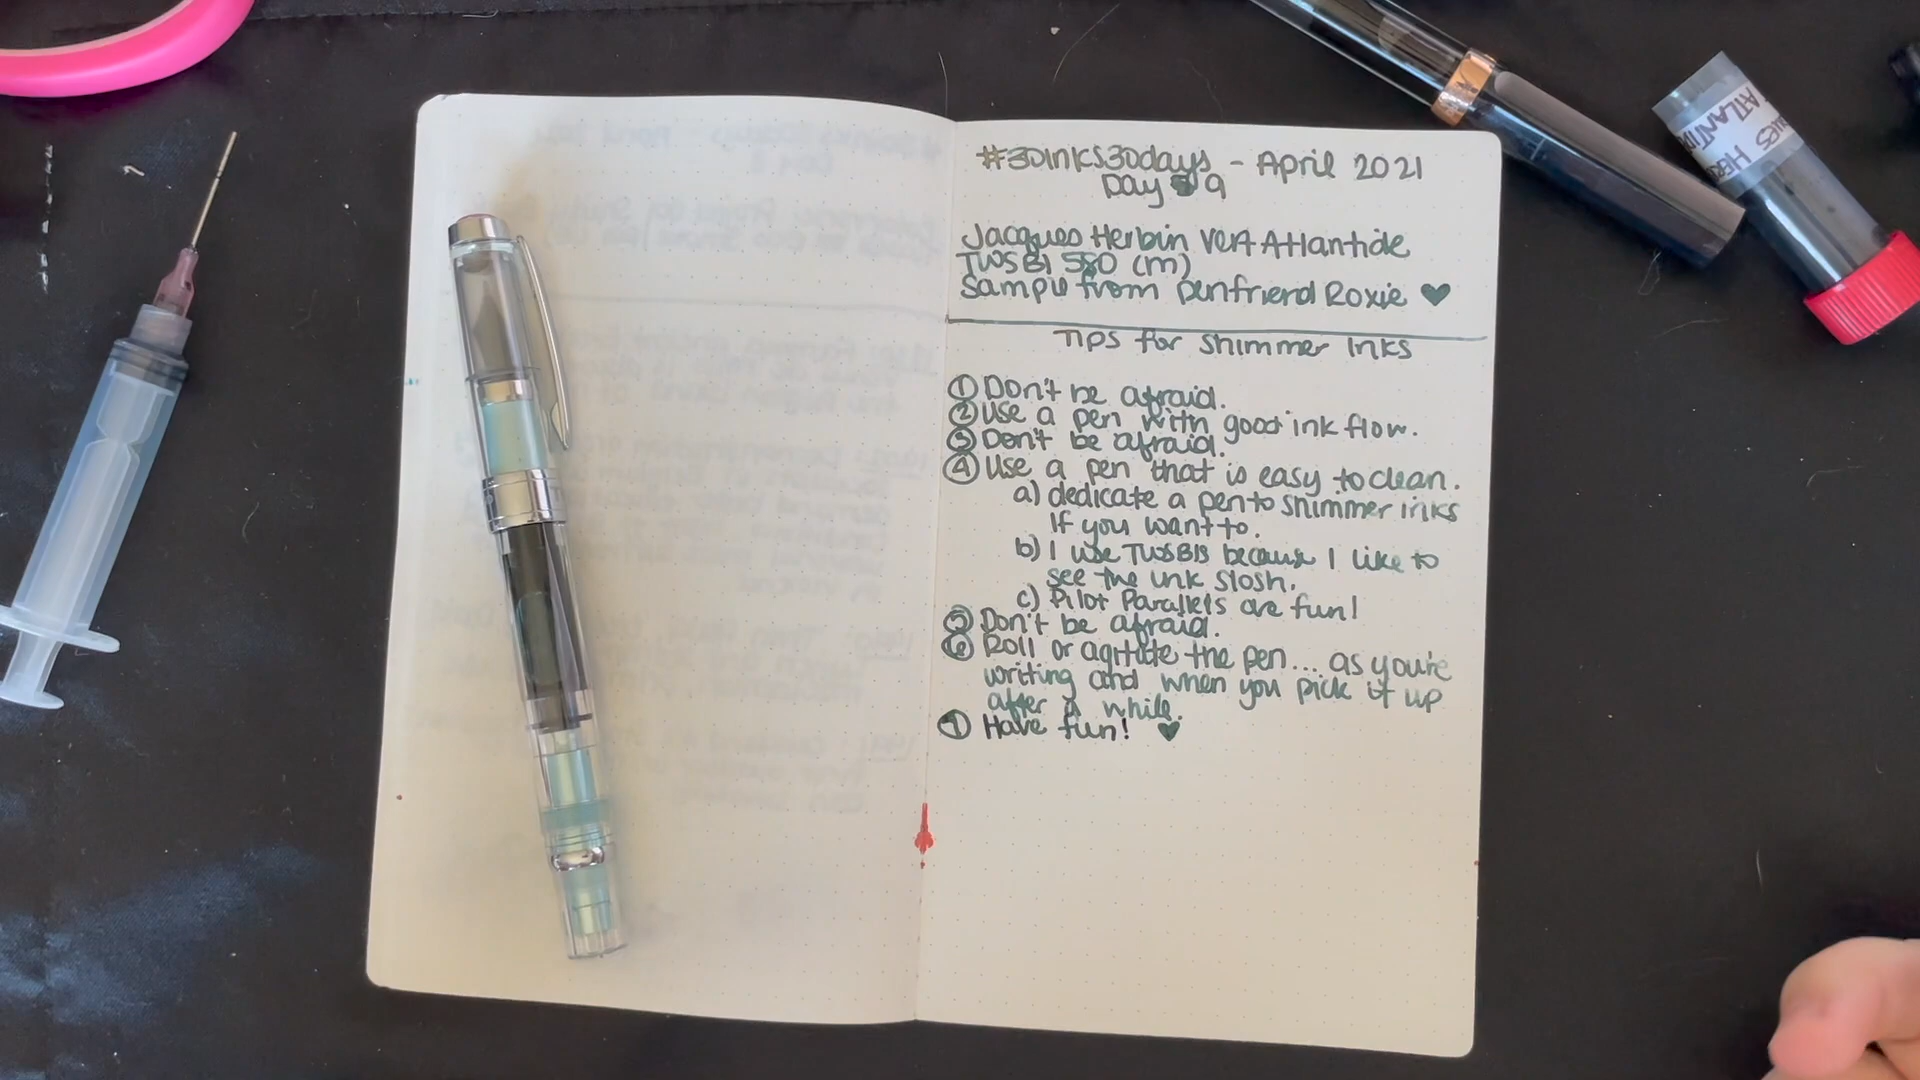 #30inks30days - April 2021
Day 9
Jacques Herbin Vert Atlantide
TWSBI 580 (m)
Sample from penfriend Roxie ♥
Tips for shimmer inks
① Don't be afraid.
② Use a pen with good ink flow.
③ Don't be afraid.
④ Use a pen that is easy to clean.
a) dedicate a pen to shimmer inks
if you want to.
b) I use TWSBIs because I like to
see the ink slosh.
c) Pilot Parallels are fun!
⑤ Don't be afraid.
⑥ Roll or agitate the pen... as you're
writing and when you pick it up
after a while.
⑦ Have fun! ♥
ATLANTID